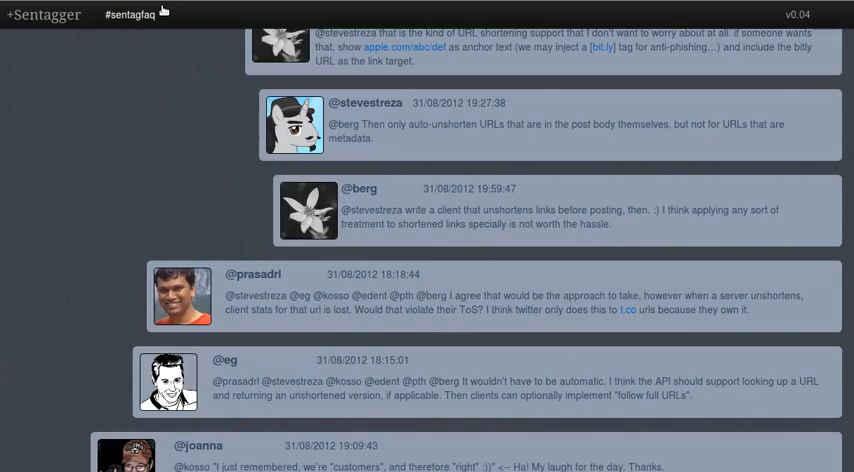 +Sentagger #sentagfaq v0.04
@stevestreza that is the kind of URL shortening support that I don't want to worry about at all. if someone wants
that, show apple.com/abc/def as anchor text (we may inject a [bit.ly] tag for anti-phishing…) and include the bitly
URL as the link target.
@stevestreza 31/08/2012 19:27:38
@berg Then only auto-unshorten URLs that are in the post body themselves, but not for URLs that are
metadata.
@berg 31/08/2012 19:59:47
@stevestreza write a client that unshortens links before posting, then. :) I think applying any sort of
treatment to shortened links specially is not worth the hassle.
@prasadrl 31/08/2012 18:18:44
@stevestreza @eg @kosso @edent @pth @berg I agree that would be the approach to take, however when a server unshortens,
client stats for that url is lost. Would that violate their ToS? I think twitter only does this to t.co urls because they own it.
@eg 31/08/2012 18:15:01
@prasadrl @stevestreza @kosso @edent @pth @berg It wouldn't have to be automatic. I think the API should support looking up a URL
and returning an unshortened version, if applicable. Then clients can optionally implement "follow full URLs".
@joanna 31/08/2012 19:09:43
@kosso "I just remembered, we're "customers", and therefore "right" :))" <-- Ha! My laugh for the day. Thanks.